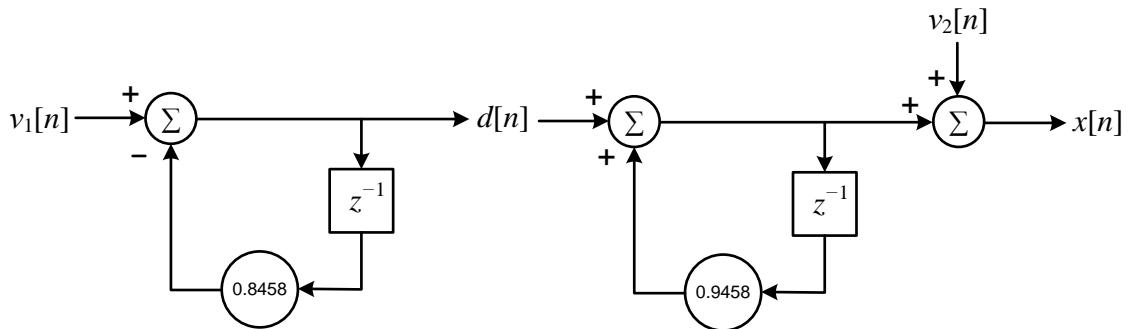 v₂[n]
+ + + +
v₁[n] Σ d[n] Σ Σ x[n]
− +
z⁻¹ z⁻¹
0.8458 0.9458